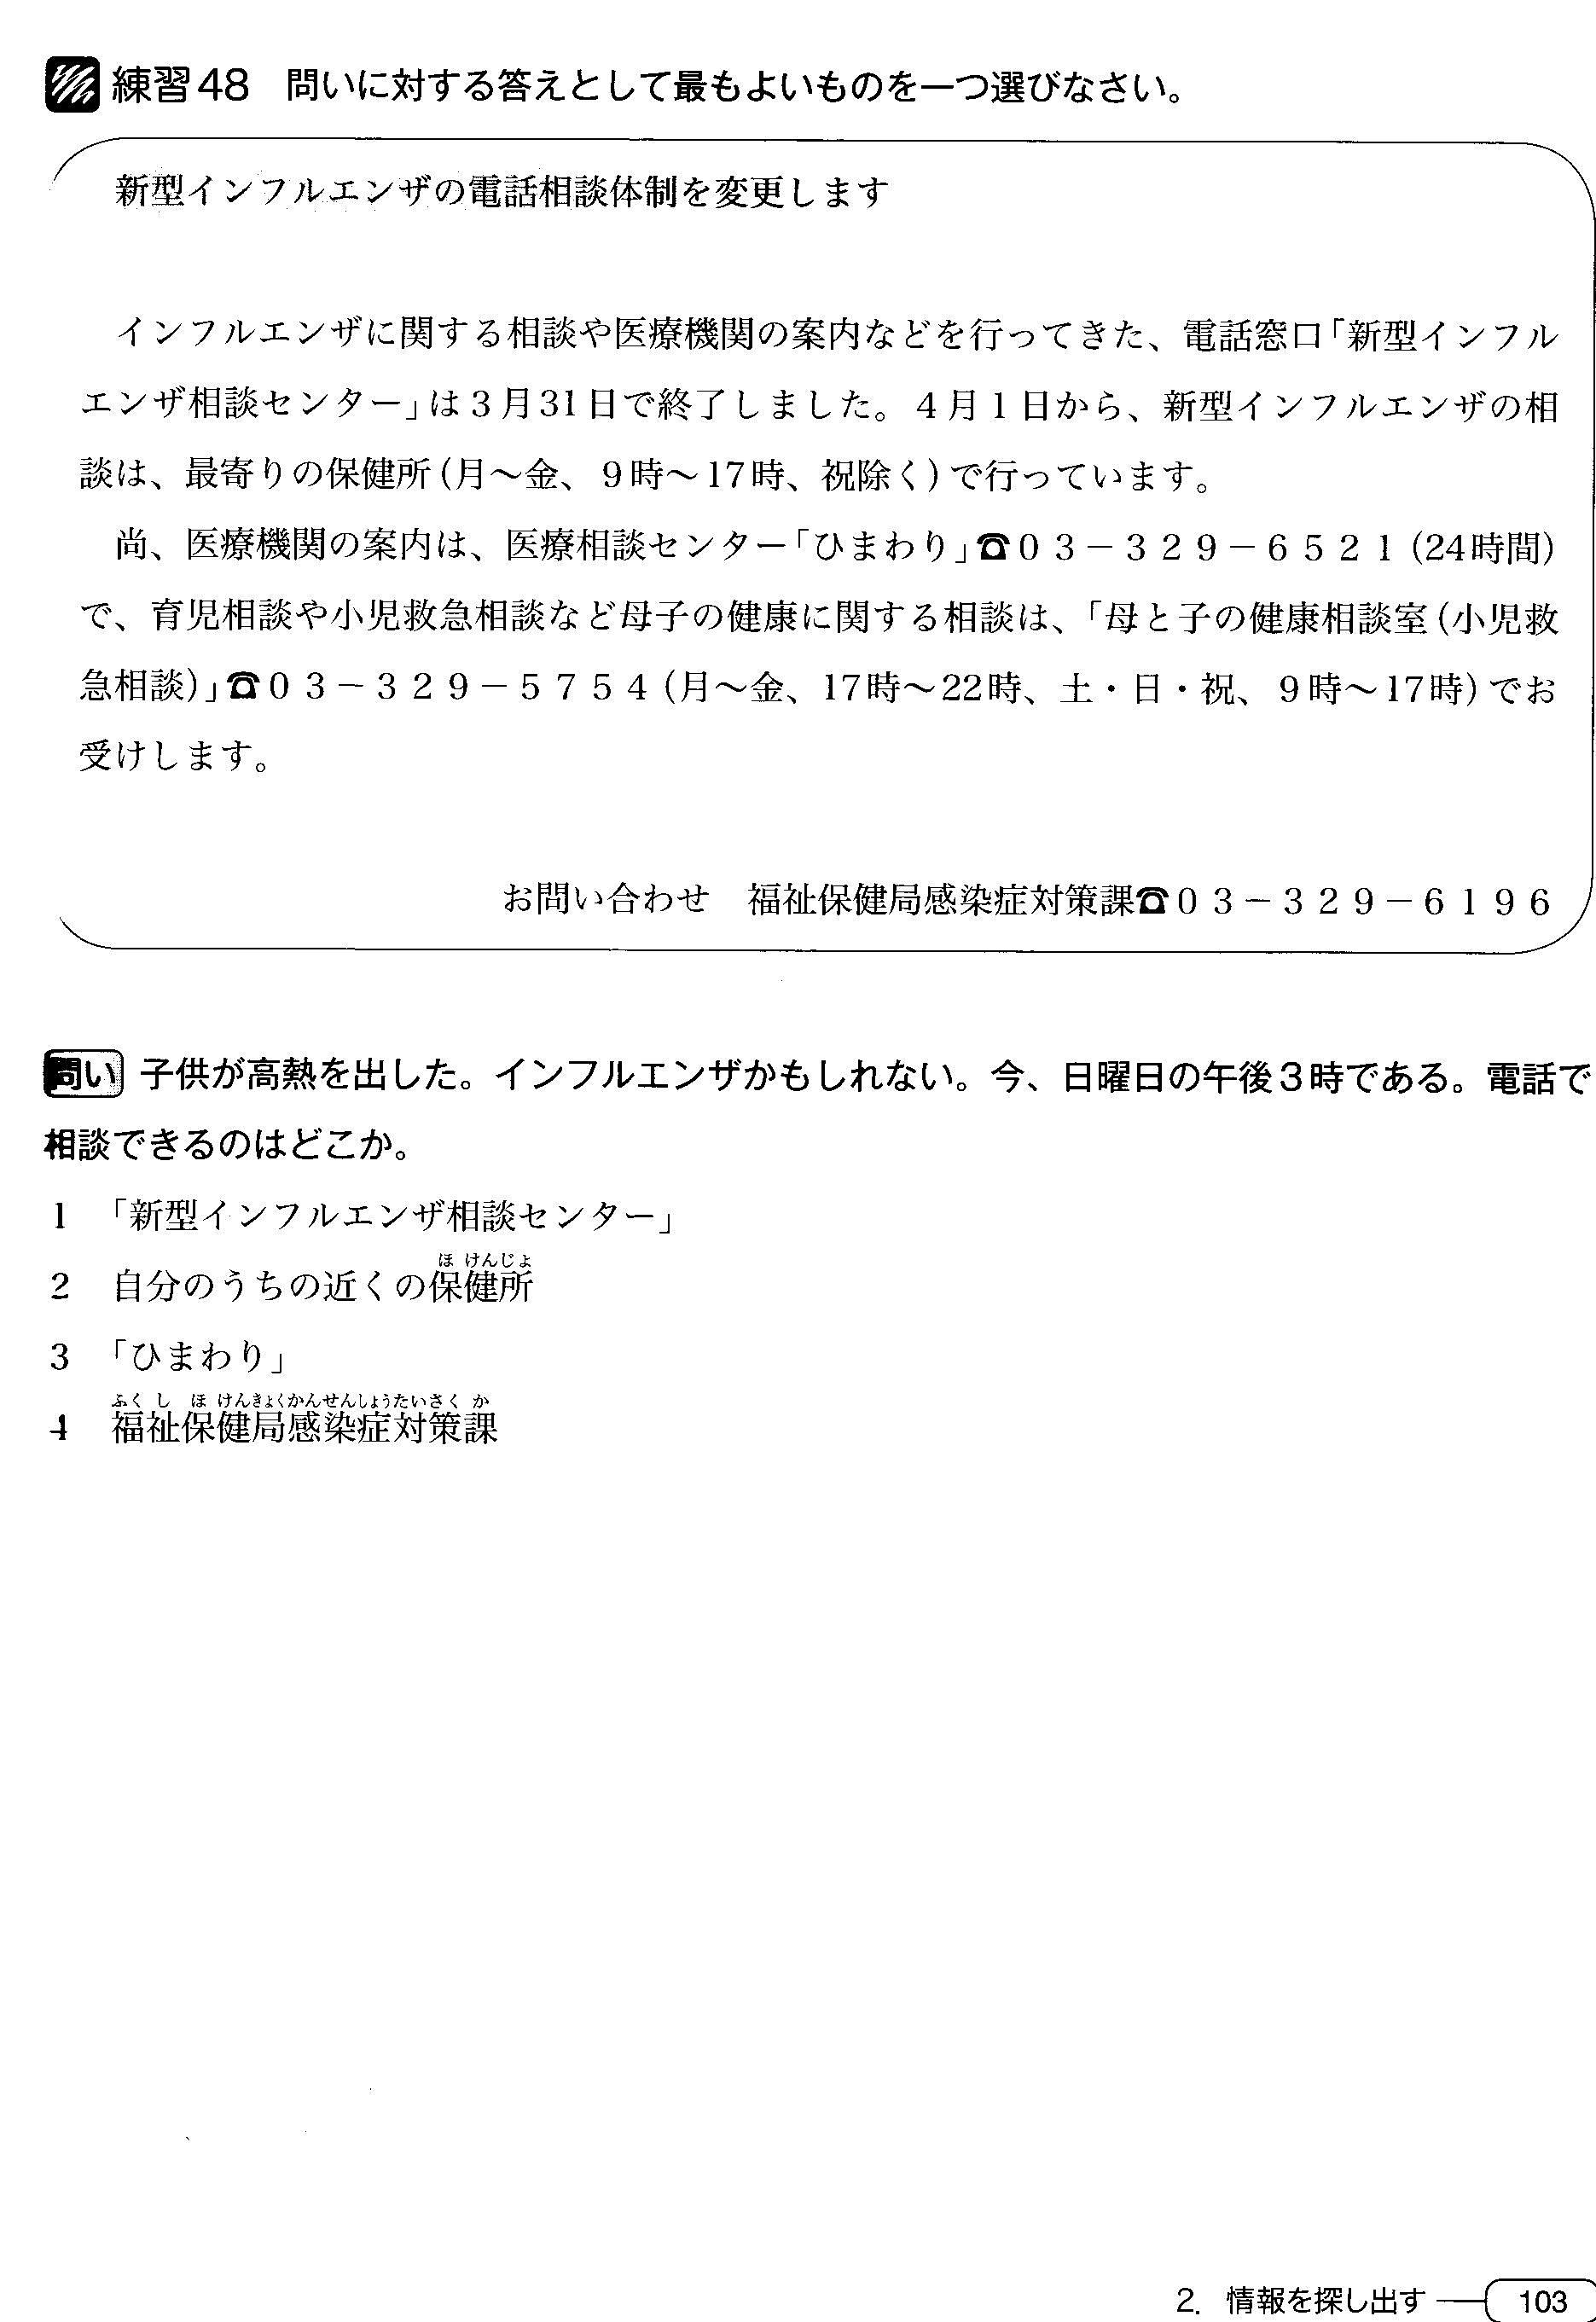 練習48 問いに対する答えとして最もよいものを一つ選びなさい。
新型インフルエンザの電話相談体制を変更します
インフルエンザに関する相談や医療機関の案内などを行ってきた、電話窓口「新型インフル
エンザ相談センター」は3月31日で終了しました。4月1日から、新型インフルエンザの相
談は、最寄りの保健所(月～金、9時～17時、祝除く)で行っています。
尚、医療機関の案内は、医療相談センター「ひまわり」☎03－329－6521(24時間)
で、育児相談や小児救急相談など母子の健康に関する相談は、「母と子の健康相談室(小児救
急相談)」☎03－329－5754(月～金、17時～22時、土・日・祝、9時～17時)でお
受けします。
お問い合わせ 福祉保健局感染症対策課☎03－329－6196
問い 子供が高熱を出した。インフルエンザかもしれない。今、日曜日の午後3時である。電話で
相談できるのはどこか。
1 「新型インフルエンザ相談センター」
ほ けんじょ
2 自分のうちの近くの保健所
3 「ひまわり」
ふく し ほ けんきょくかんせんしょうたいさく か
4 福祉保健局感染症対策課
2. 情報を探し出す 103